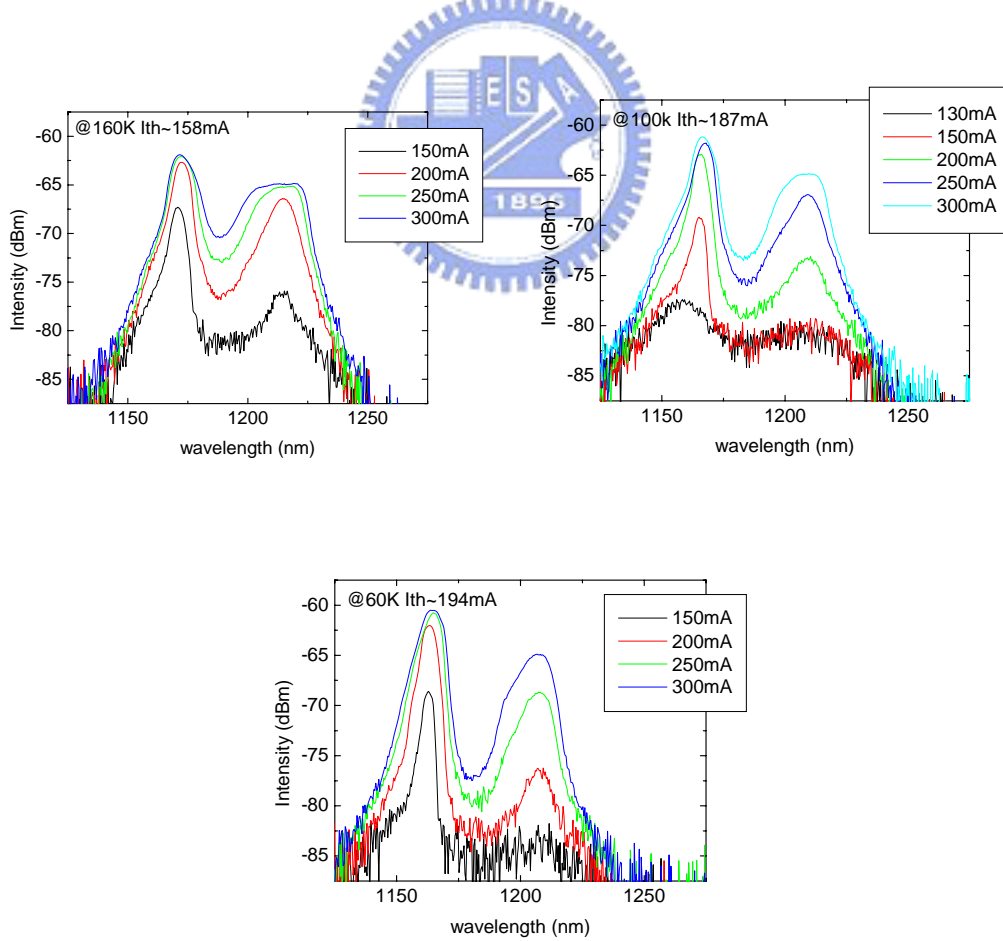 E S A
1896
@160K Ith~158mA
150mA
200mA
250mA
300mA
-60
-65
-70
-75
-80
-85
Intensity (dBm)
1150
1200
1250
wavelength (nm)
@100k Ith~187mA
130mA
150mA
200mA
250mA
300mA
-60
-65
-70
-75
-80
-85
Intensity (dBm)
1150
1200
1250
wavelength (nm)
@60K Ith~194mA
150mA
200mA
250mA
300mA
-60
-65
-70
-75
-80
-85
Intensity (dBm)
1150
1200
1250
wavelength (nm)